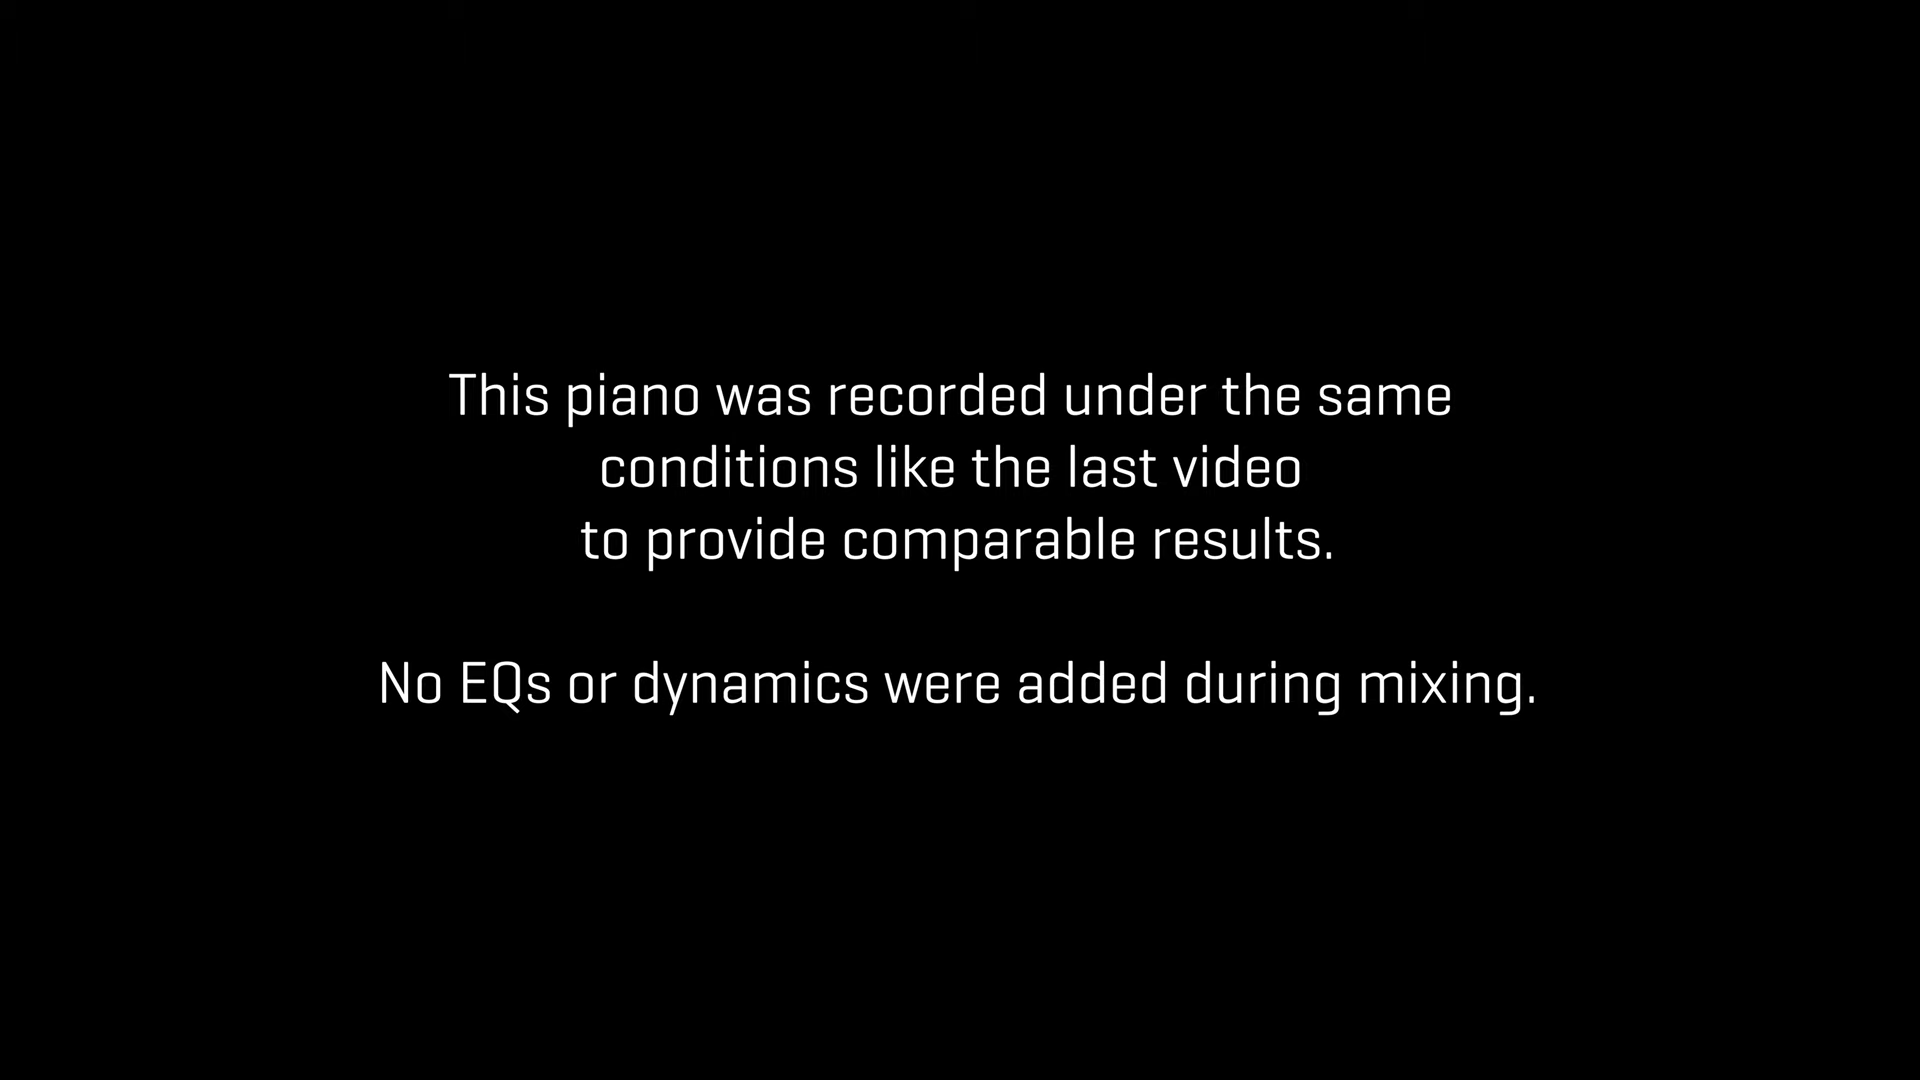 This piano was recorded under the same
conditions like the last video
to provide comparable results.
No EQs or dynamics were added during mixing.